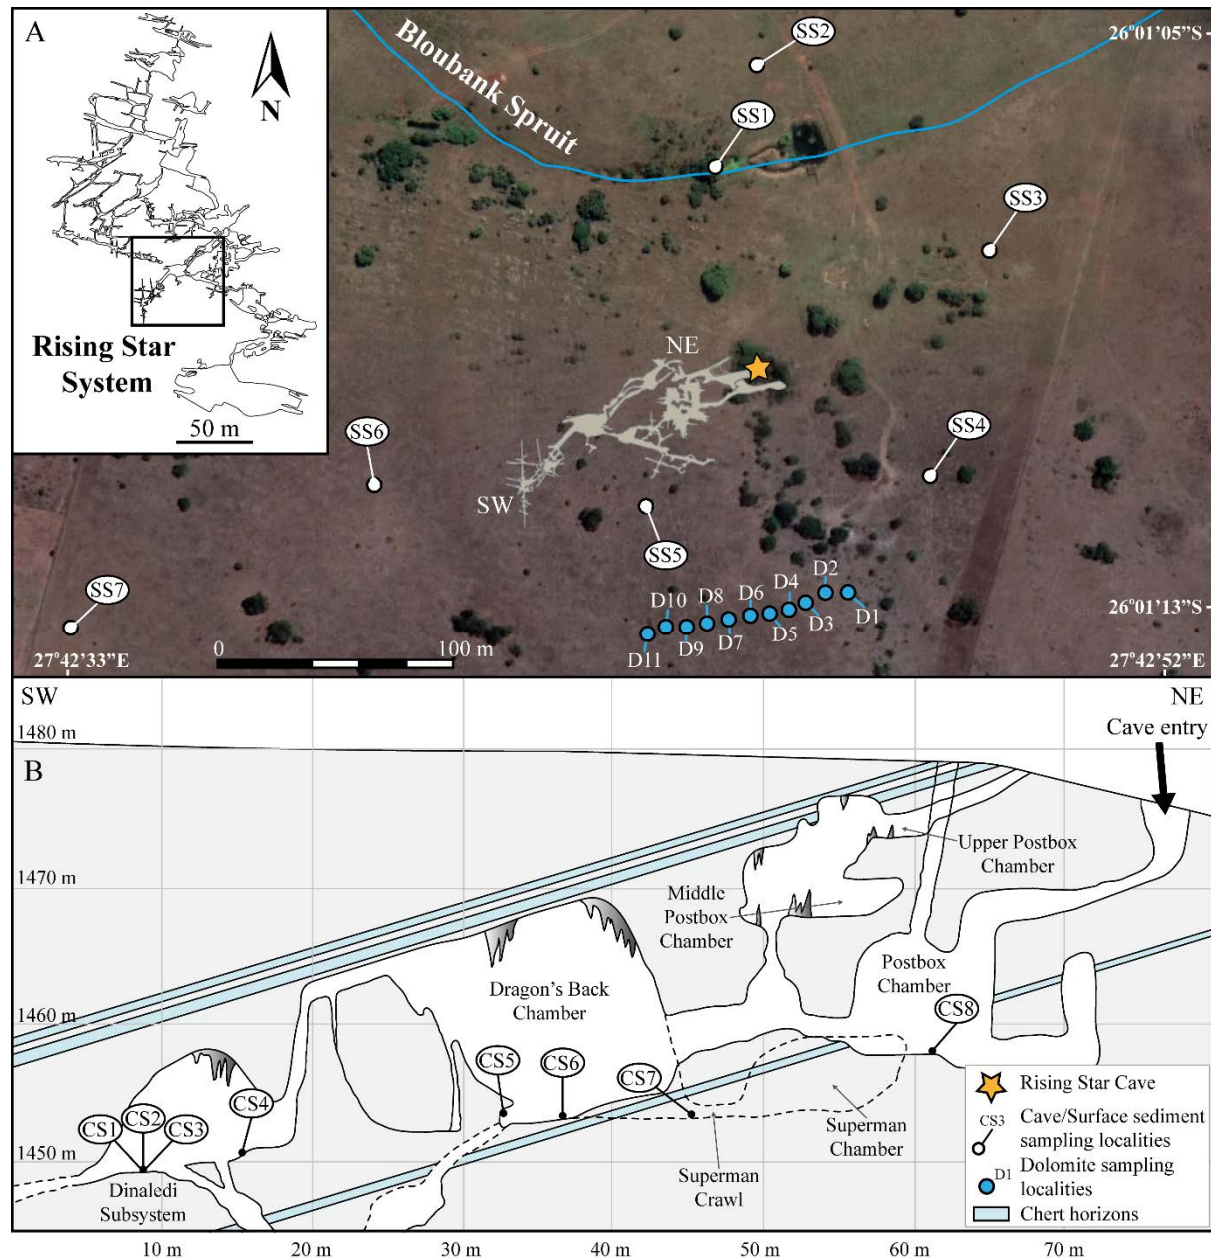 A
N
Rising Star
System
50 m
Bloubank Spruit
SS2
SS1
SS3
26°01'05"S
NE
SS6
SS4
SW
SS5
SS7
D2
D4
D6
D8
D10
D1
D3
D5
D7
D9
D11
26°01'13"S
0
100 m
27°42'33"E
27°42'52"E
SW
NE
Cave entry
1480 m
B
Upper Postbox
Chamber
1470 m
Middle
Postbox
Chamber
Postbox
Chamber
Dragon's Back
Chamber
1460 m
CS8
CS5
CS6
CS7
CS4
CS2
CS1
CS3
Superman
Chamber
1450 m
Superman
Crawl
Dinaledi
Subsystem
Rising Star Cave
CS3
Cave/Surface sediment
sampling localities
D1
Dolomite sampling
localities
Chert horizons
10 m
20 m
30 m
40 m
50 m
60 m
70 m
80 m